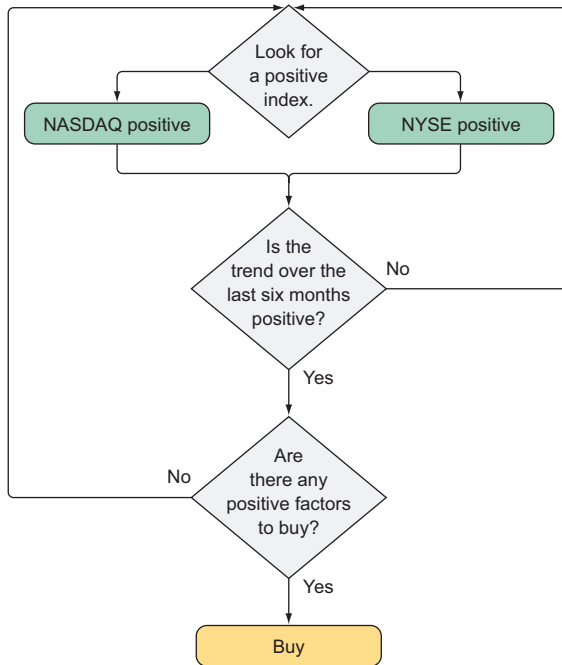 Look for
a positive
index.
NASDAQ positive
NYSE positive
Is the
trend over the
last six months
positive?
No
Yes
Are
there any
positive factors
to buy?
No
Yes
Buy